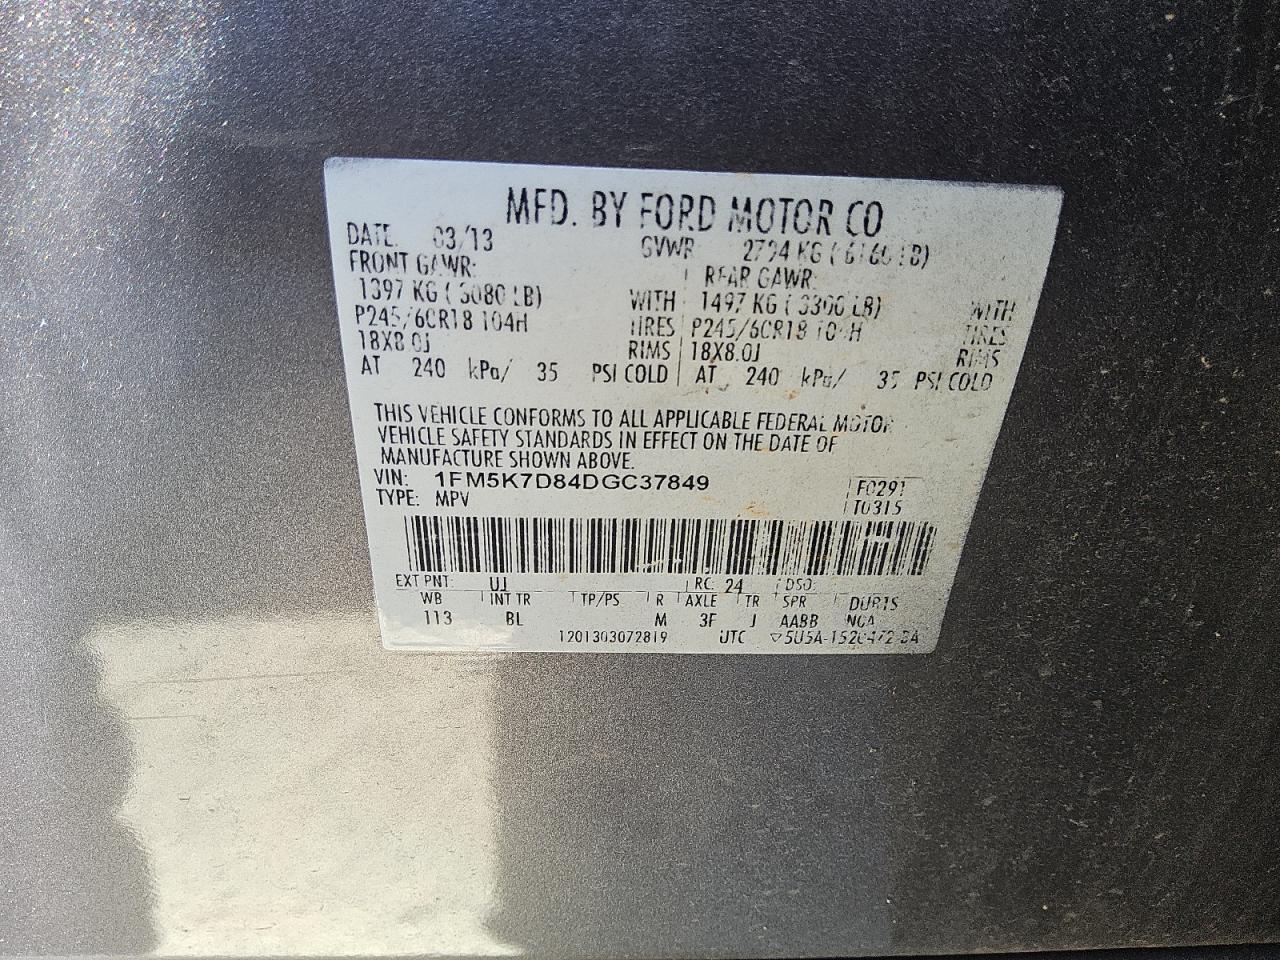 MFD. BY FORD MOTOR CO
DATE. 03/13 GVWR 2794 KG ( 6160 LB)
FRONT GAWR: REAR GAWR:
1397 KG ( 3080 LB) WITH 1497 KG ( 3300 LB) WITH
P245/60R18 104H TIRES P245/60R18 104H TIRES
18X8.0J RIMS 18X8.0J RIMS
AT 240 kPa/ 35 PSI COLD AT 240 kPa/ 35 PSI COLD
THIS VEHICLE CONFORMS TO ALL APPLICABLE FEDERAL MOTOR
VEHICLE SAFETY STANDARDS IN EFFECT ON THE DATE OF
MANUFACTURE SHOWN ABOVE.
VIN: 1FM5K7D84DGC37849 F0291
TYPE: MPV T0315
EXT PNT: UJ RC: 24 DSO:
WB INT TR TP/PS R AXLE TR SPR
113 BL M 3F J AABB
1201303072819 UTC